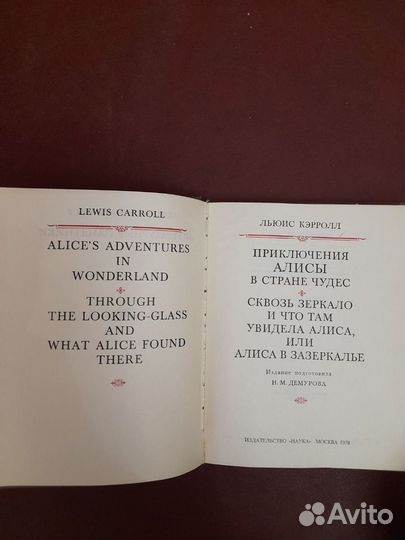 LEWIS CARROLL
ALICE'S ADVENTURES
IN
WONDERLAND
THROUGH
THE LOOKING-GLASS
AND
WHAT ALICE FOUND
THERE
ЛЬЮИС КЭРРОЛЛ
ПРИКЛЮЧЕНИЯ
АЛИСЫ
В СТРАНЕ ЧУДЕС
СКВОЗЬ ЗЕРКАЛО
И ЧТО ТАМ
УВИДЕЛА АЛИСА,
ИЛИ
АЛИСА В ЗАЗЕРКАЛЬЕ
Издание подготовила
Н. М. ДЕМУРОВА
ИЗДАТЕЛЬСТВО «НАУКА» МОСКВА 1978
Avito